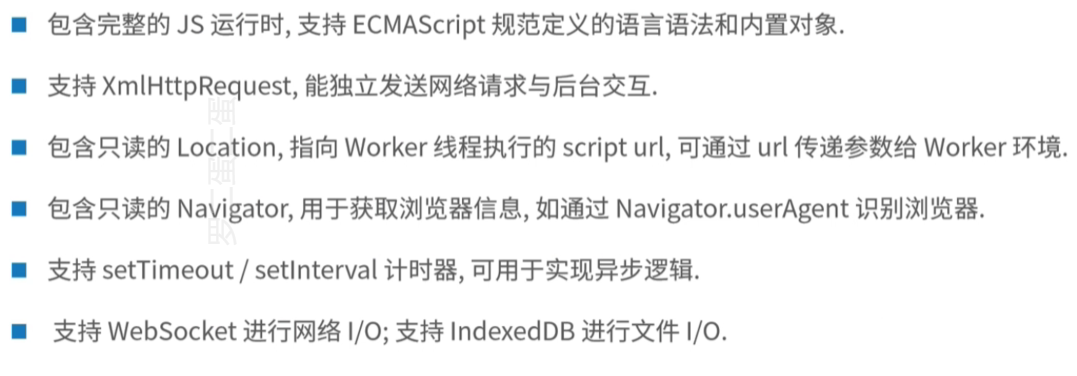 包含完整的 JS 运行时, 支持 ECMAScript 规范定义的语言语法和内置对象.
支持 XmlHttpRequest, 能独立发送网络请求与后台交互.
包含只读的 Location, 指向 Worker 线程执行的 script url, 可通过 url 传递参数给 Worker 环境.
包含只读的 Navigator, 用于获取浏览器信息, 如通过 Navigator.userAgent 识别浏览器.
支持 setTimeout / setInterval 计时器, 可用于实现异步逻辑.
支持 WebSocket 进行网络 I/O; 支持 IndexedDB 进行文件 I/O.